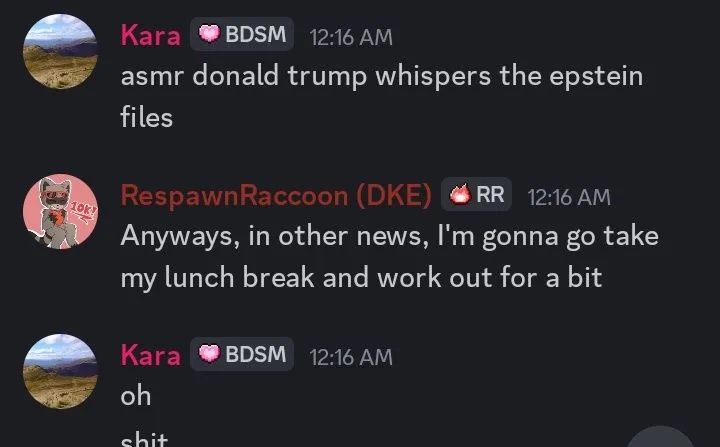 Kara BDSM 12:16 AM
asmr donald trump whispers the epstein
files
10K!
RespawnRaccoon (DKE) RR 12:16 AM
Anyways, in other news, I'm gonna go take
my lunch break and work out for a bit
Kara BDSM 12:16 AM
oh
shit